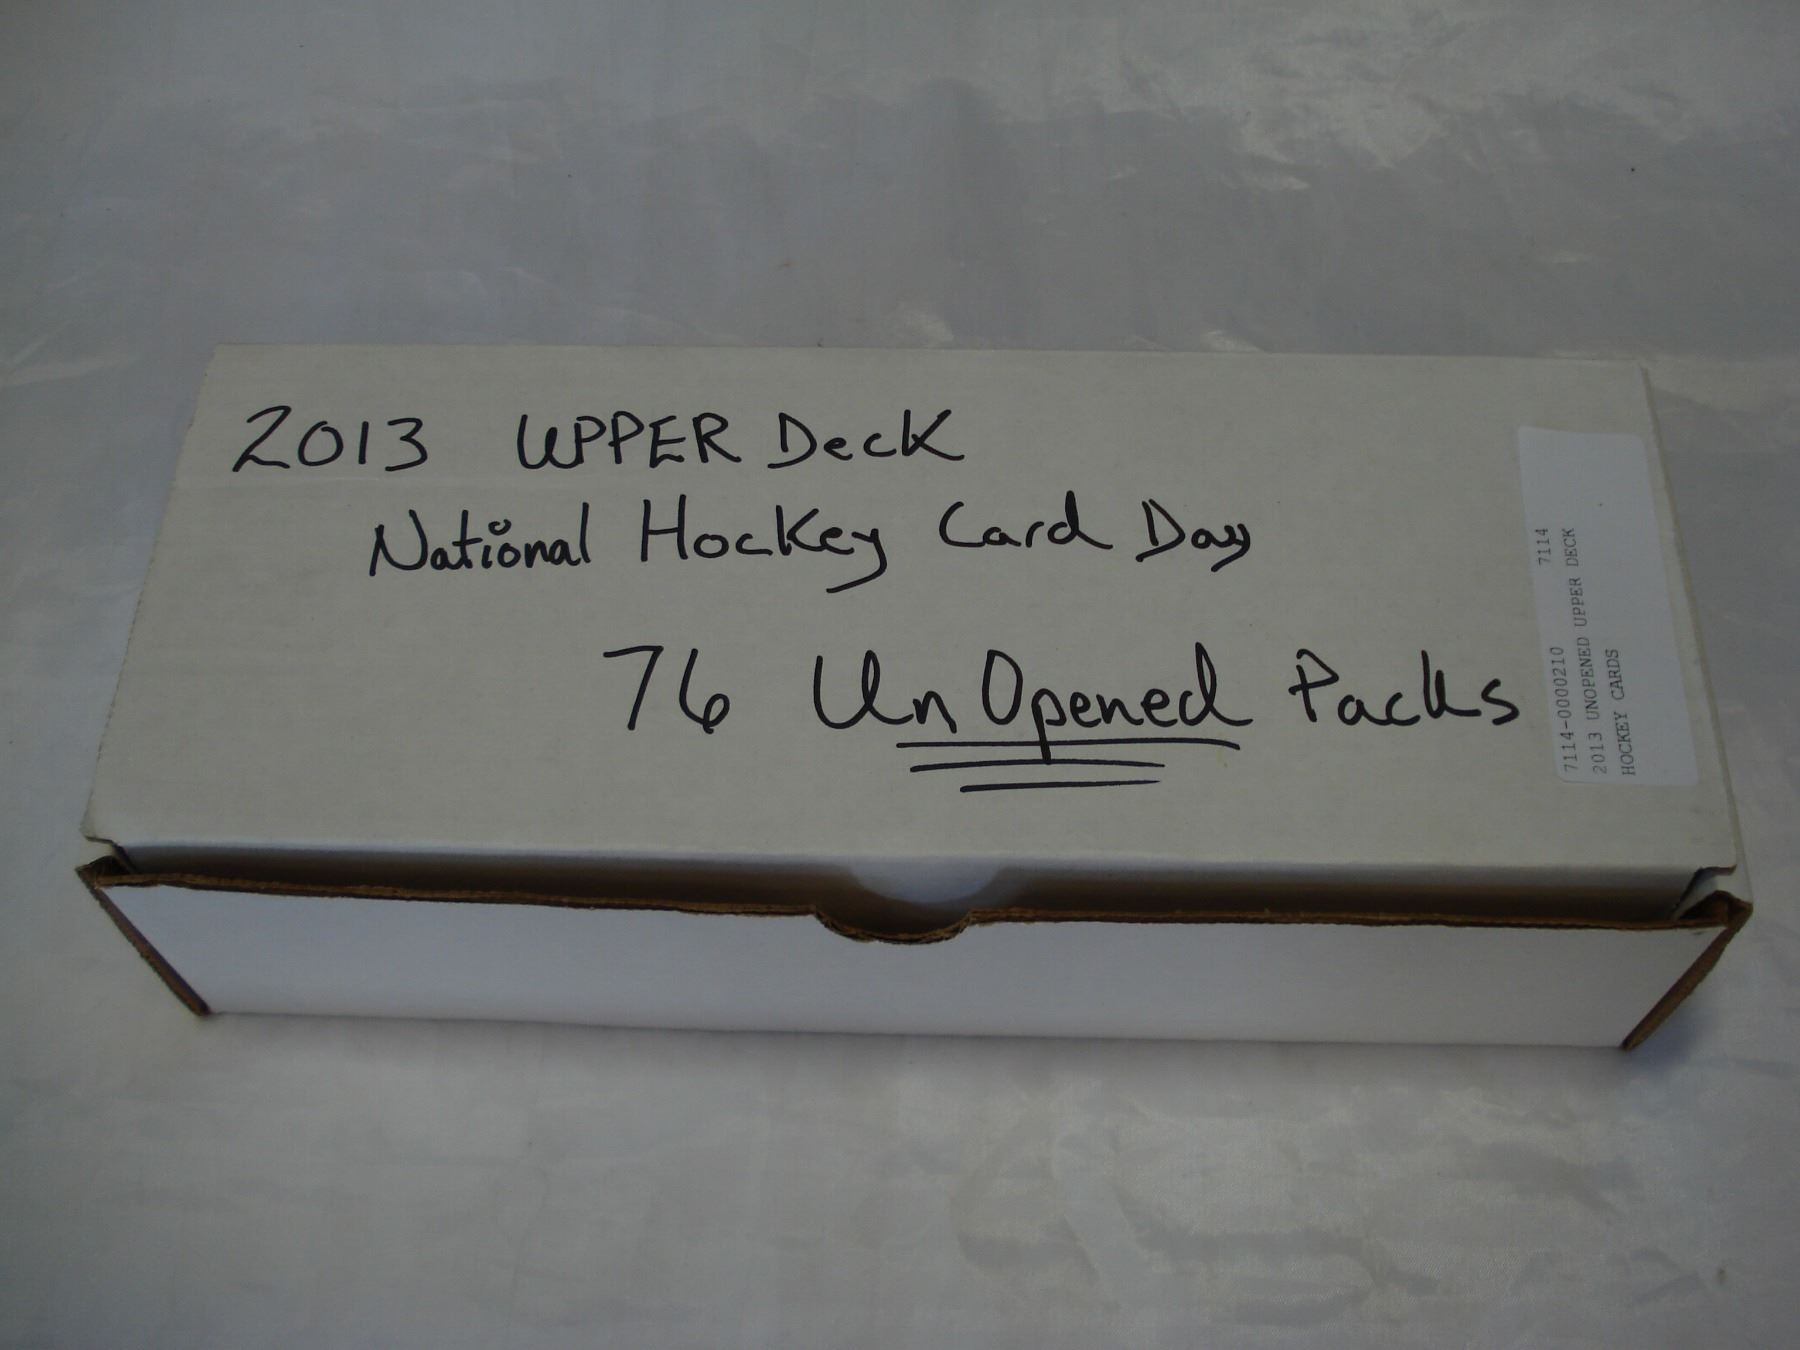 2013 UPPER Deck
National Hockey Card Day
76 UnOpened Packs
7114-0000210 7114
2013 UNOPENED UPPER DECK
HOCKEY CARDS